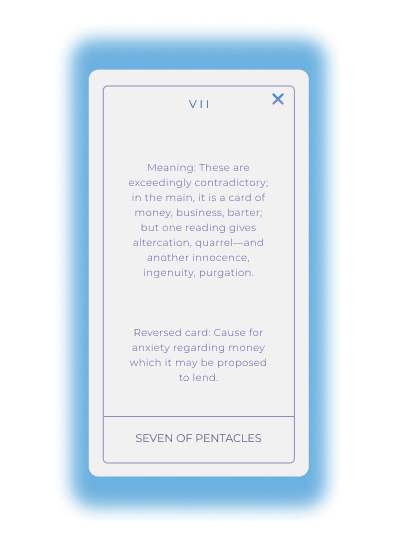 VII
Meaning: These are
exceedingly contradictory;
in the main, it is a card of
money, business, barter;
but one reading gives
altercation, quarrel—and
another innocence,
ingenuity, purgation.
Reversed card: Cause for
anxiety regarding money
which it may be proposed
to lend.
SEVEN OF PENTACLES